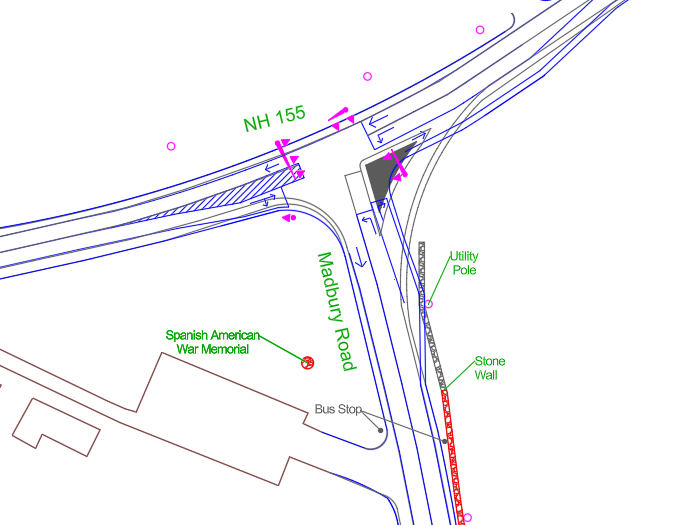 NH 155
Madbury Road
Utility
Pole
Spanish American
War Memorial
Stone
Wall
Bus Stop